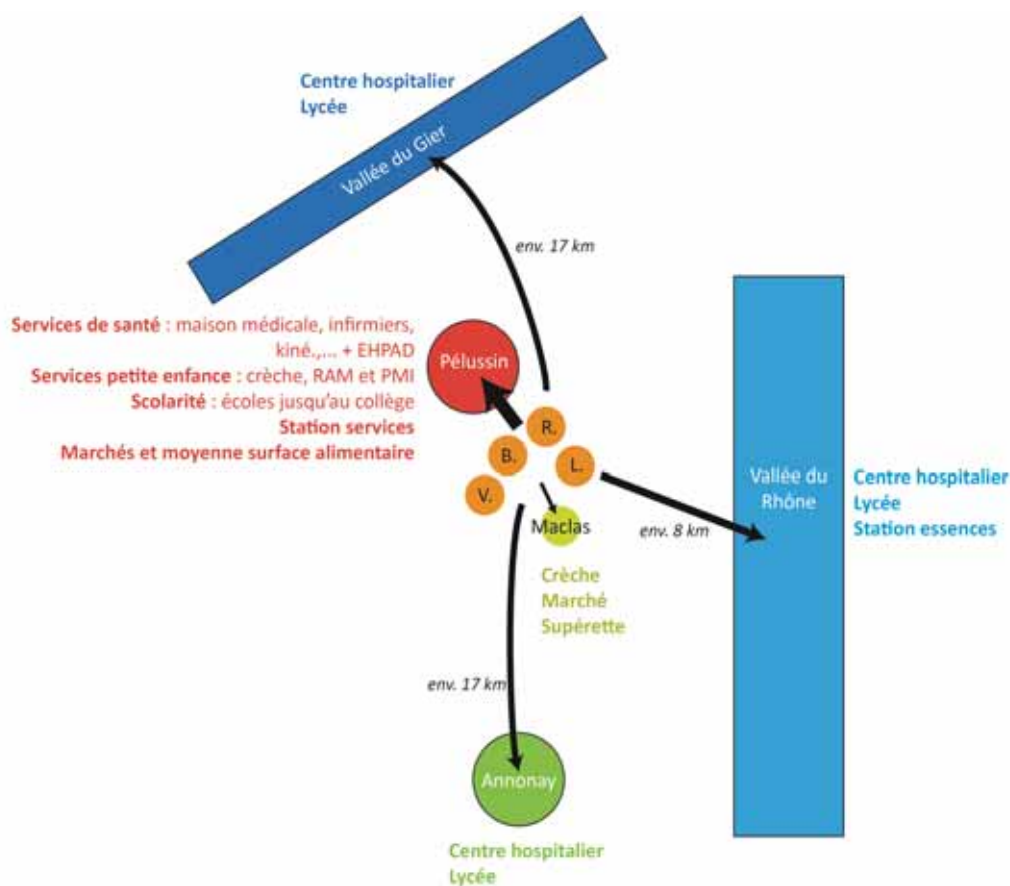 Centre hospitalier
Lycée
Vallée du Gier
env. 17 km
Services de santé : maison médicale, infirmiers,
kiné.,... + EHPAD
Services petite enfance : crèche, RAM et PMI
Scolarité : écoles jusqu'au collège
Station services
Marchés et moyenne surface alimentaire
Pélussin
R.
B.
L.
V.
Maclas
Crèche
Marché
Supérette
env. 8 km
Vallée du
Rhône
Centre hospitalier
Lycée
Station essences
env. 17 km
Annonay
Centre hospitalier
Lycée